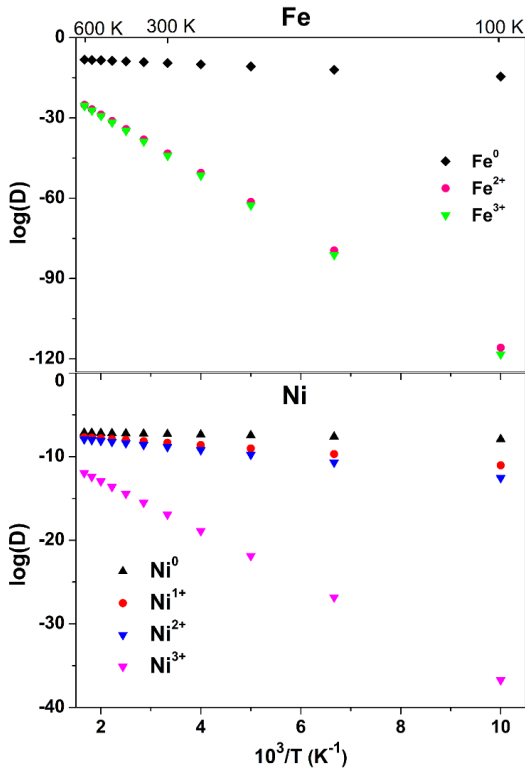 Fe
600 K 300 K 100 K
0
-30
-60
-90
-120
log(D)
Fe⁰
Fe²⁺
Fe³⁺
Ni
0
-10
-20
-30
-40
log(D)
Ni⁰
Ni¹⁺
Ni²⁺
Ni³⁺
2 4 6 8 10
10³/T (K⁻¹)